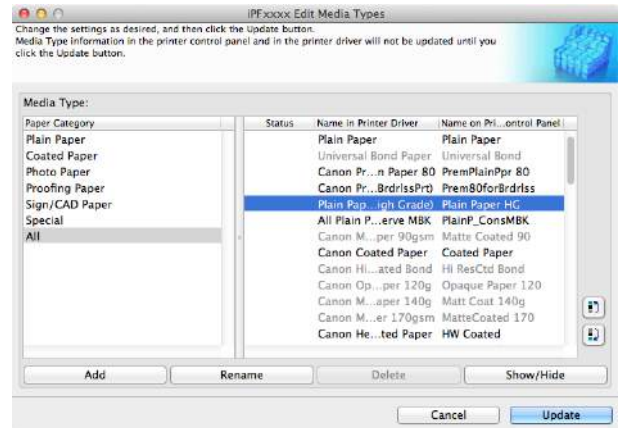 iPFxxxx Edit Media Types
Change the settings as desired, and then click the Update button.
Media Type information in the printer control panel and in the printer driver will not be updated until you
click the Update button.
Media Type:
Paper Category Status Name in Printer Driver Name on Pri...ontrol Panel
Plain Paper Plain Paper Plain Paper
Coated Paper Universal Bond Paper Universal Bond
Photo Paper Canon Pr...n Paper 80 PremPlainPpr 80
Proofing Paper Canon Pr...BrdrlssPrt) Prem80forBrdrlss
Sign/CAD Paper Plain Pap...igh Grade) Plain Paper HG
Special All Plain P...erve MBK PlainP_ConsMBK
All Canon M...per 90gsm Matte Coated 90
Canon Coated Paper Coated Paper
Canon Hi...ated Bond Hi ResCtd Bond
Canon Op...per 120g Opaque Paper 120
Canon M...aper 140g Matt Coat 140g
Canon M...er 170gsm MatteCoated 170
Canon He...ted Paper HW Coated
Add Rename Delete Show/Hide
Cancel Update